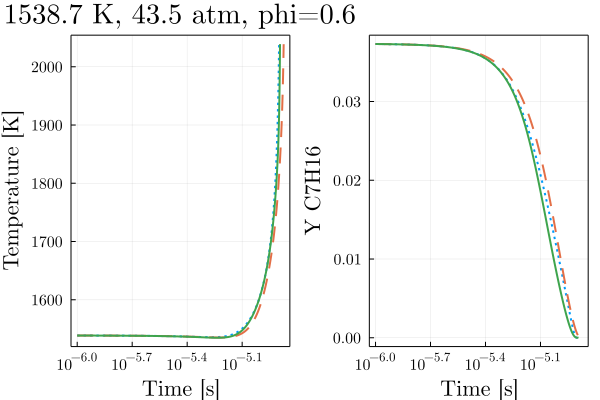 1538.7 K, 43.5 atm, phi=0.6
Temperature [K]
2000
1900
1800
1700
1600
10^−6.0 10^−5.7 10^−5.4 10^−5.1
Time [s]
Y C7H16
0.03
0.02
0.01
0.00
10^−6.0 10^−5.7 10^−5.4 10^−5.1
Time [s]